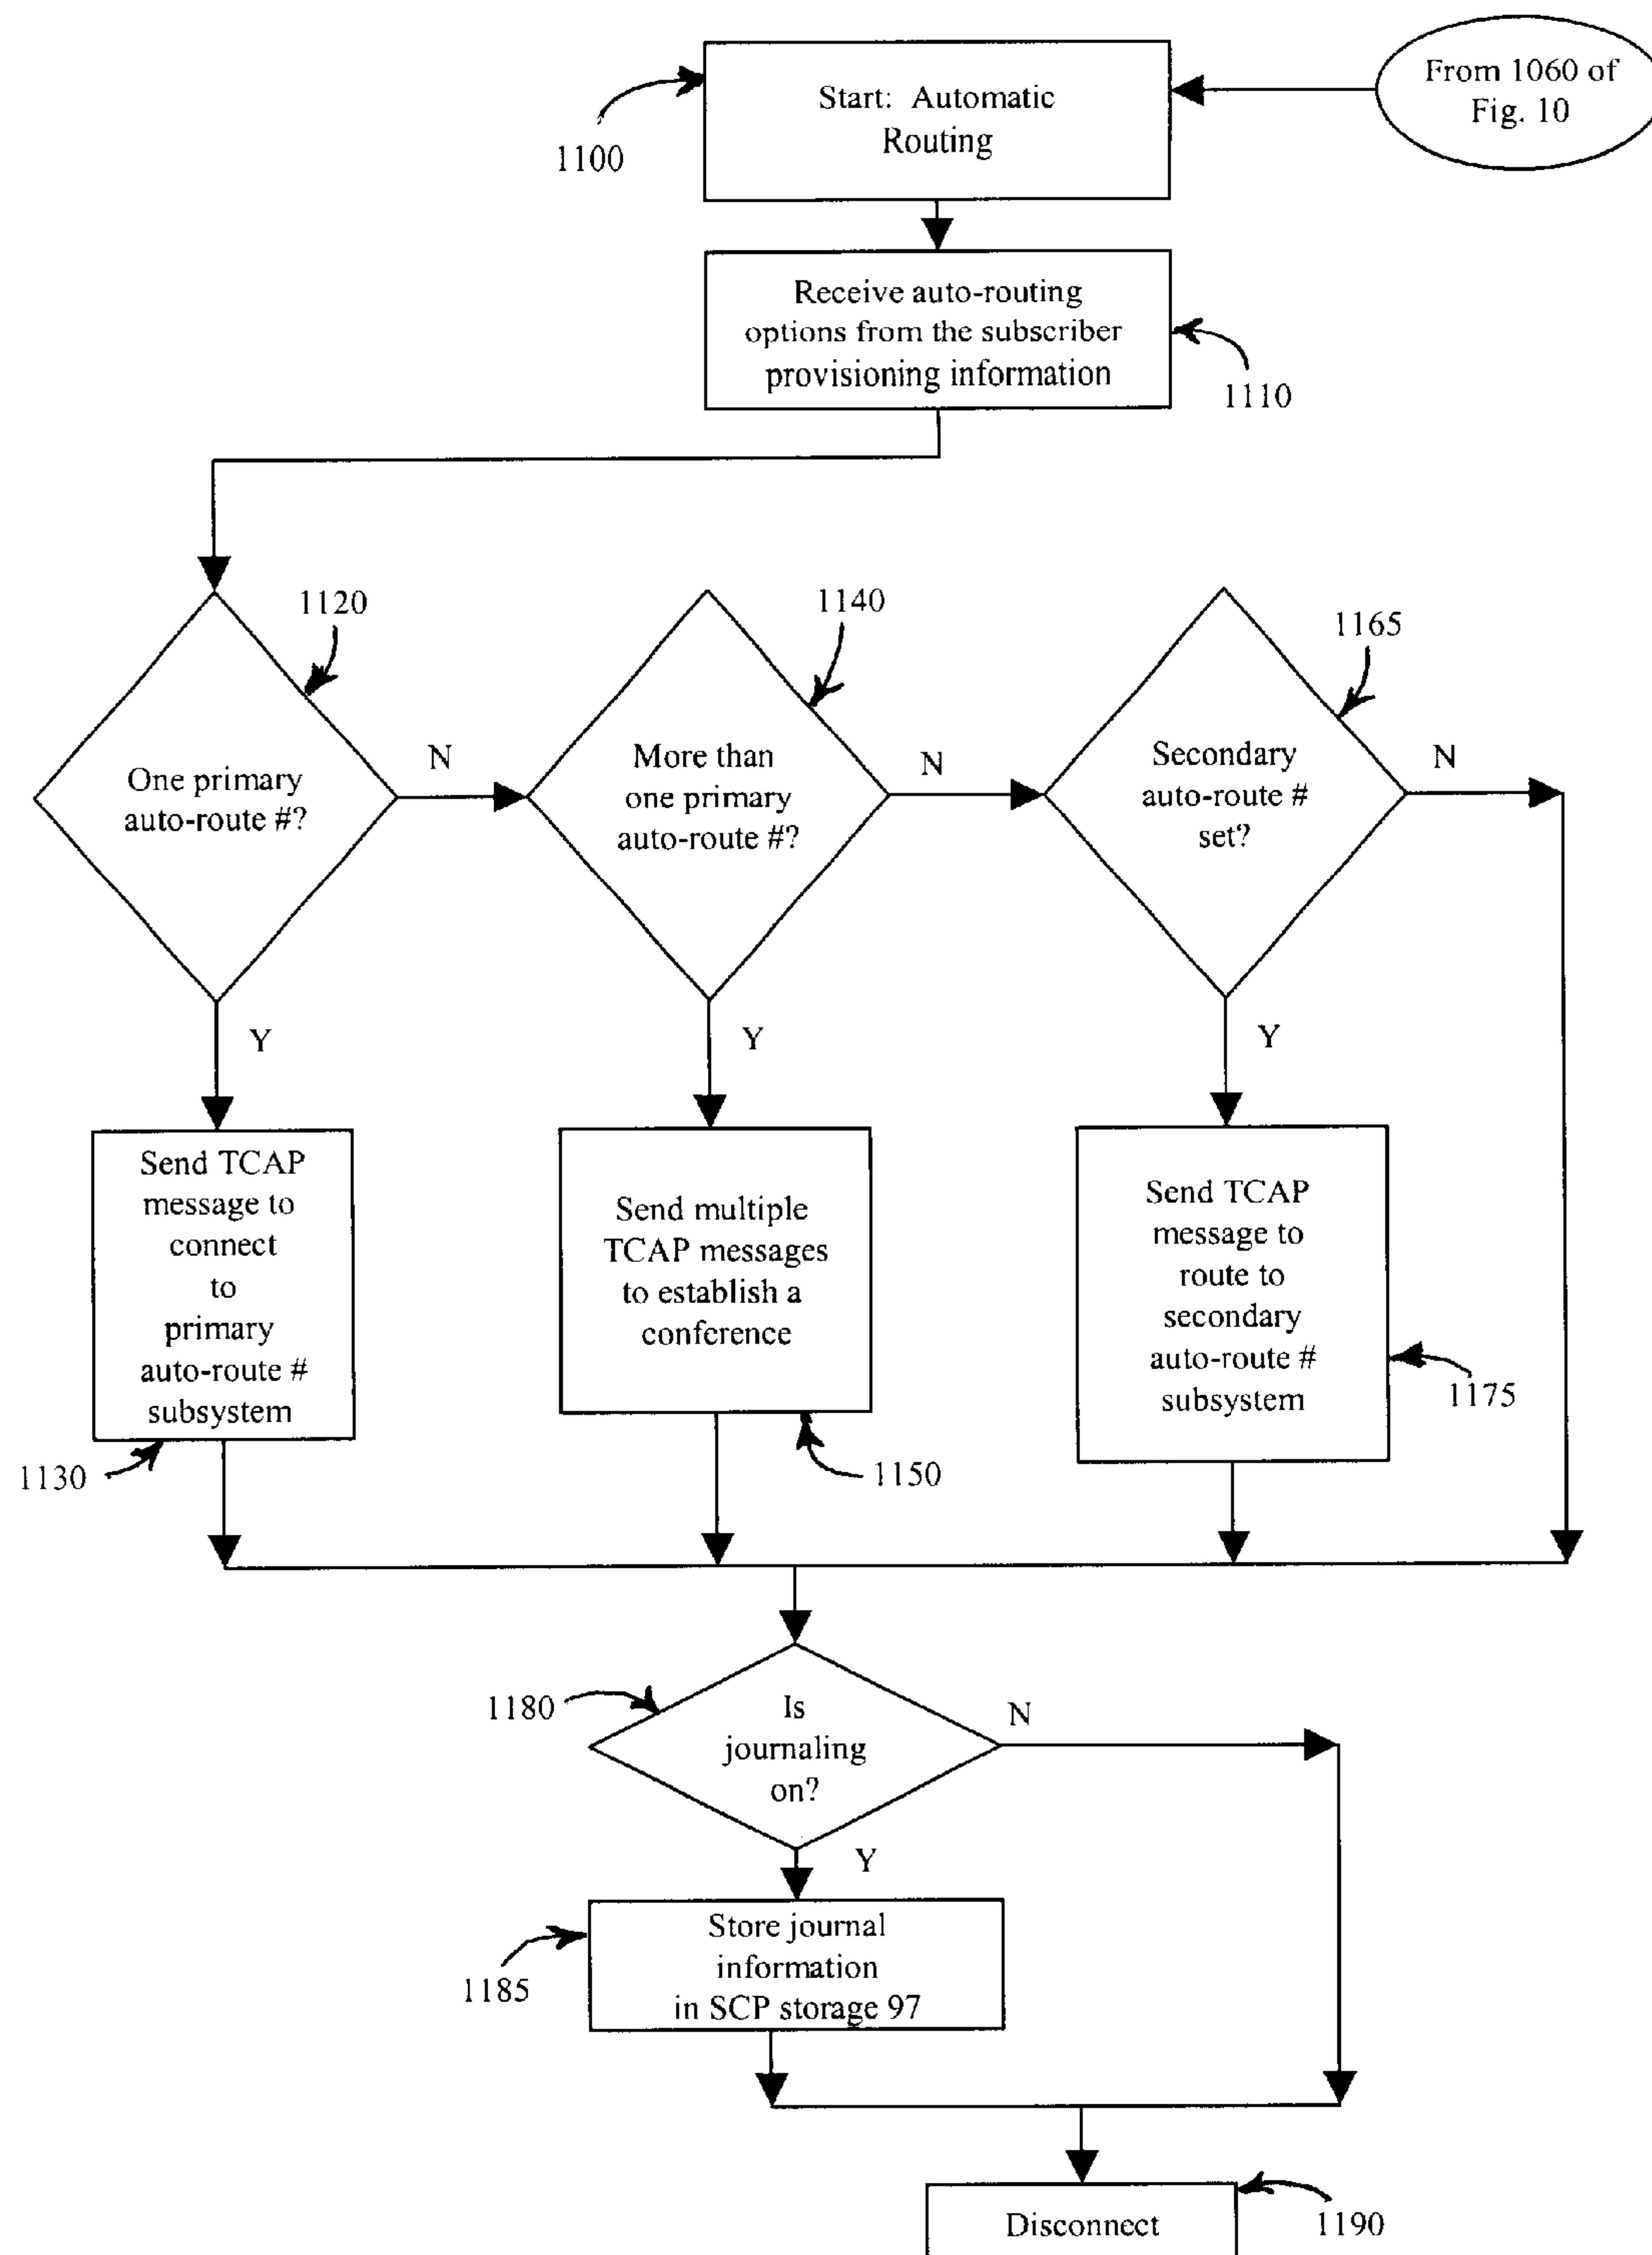 Start: Automatic
Routing
From 1060 of
Fig. 10
1100
Receive auto-routing
options from the subscriber
provisioning information
1110
1120
1140
1165
One primary
auto-route #?
N
More than
one primary
auto-route #?
N
Secondary
auto-route #
set?
N
Y
Y
Y
Send TCAP
message to
connect
to
primary
auto-route #
subsystem
Send multiple
TCAP messages
to establish a
conference
Send TCAP
message to
route to
secondary
auto-route #
subsystem
1130
1150
1175
1180
Is
journaling
on?
N
Y
Store journal
information
in SCP storage 97
1185
Disconnect
1190